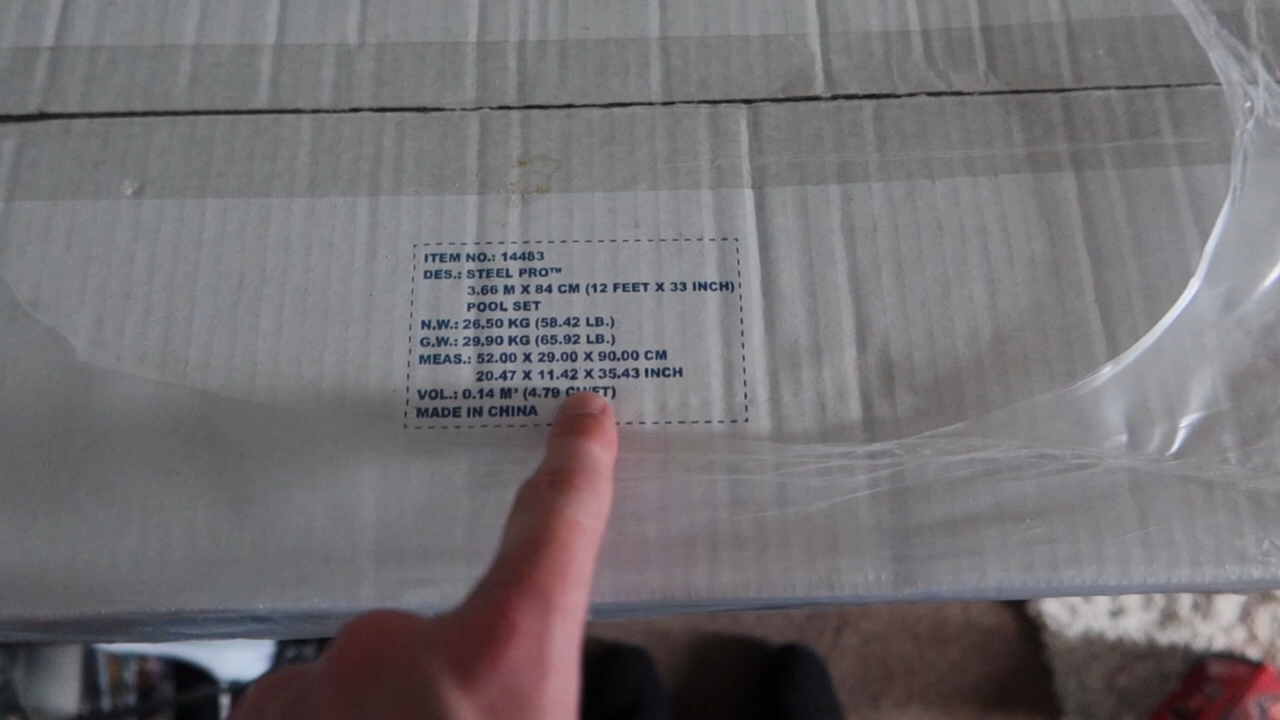 ITEM NO.: 14483
DES.: STEEL PRO™
3.66 M X 84 CM (12 FEET X 33 INCH)
POOL SET
N.W.: 26.50 KG (58.42 LB.)
G.W.: 29.90 KG (65.92 LB.)
MEAS.: 52.00 X 29.00 X 90.00 CM
20.47 X 11.42 X 35.43 INCH
VOL.: 0.14 M³ (4.79 CU/FT)
MADE IN CHINA